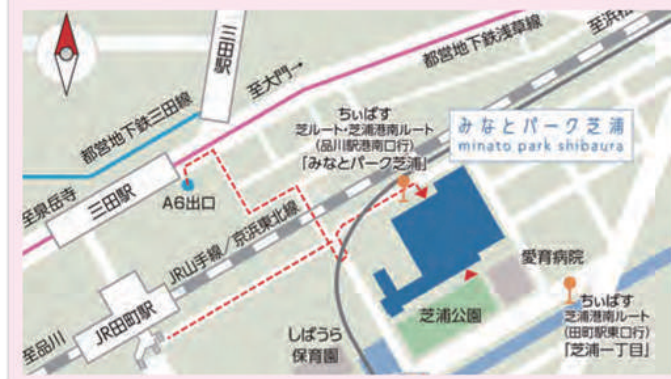 至浜松
三田駅
都営地下鉄浅草線
至大門→
都営地下鉄三田線
ちぃばす
芝ルート・芝浦港南ルート
(品川駅港南口行)
「みなとパーク芝浦」
みなとパーク芝浦
minato park shibaura
至泉岳寺
三田駅
A6出口
JR山手線/京浜東北線
愛育病院
JR田町駅
至品川
しばうら
保育園
芝浦公園
ちぃばす
芝浦港南ルート
(田町駅東口行)
「芝浦一丁目」